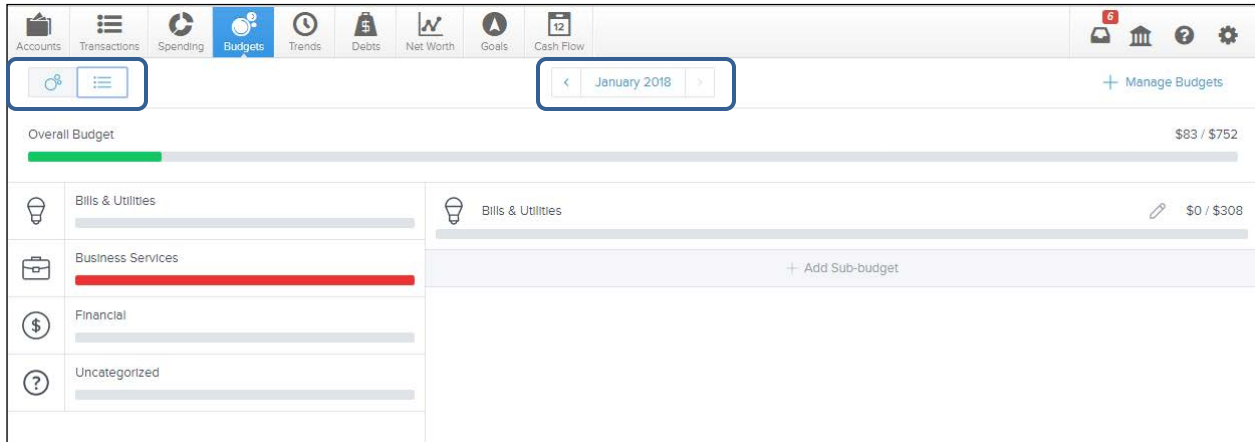 6
12
$
Accounts Transactions Spending Budgets Trends Debts Net Worth Goals Cash Flow
?
January 2018
+ Manage Budgets
Overall Budget
$83 / $752
Bills & Utilities
Bills & Utilities
$0 / $308
Business Services
+ Add Sub-budget
$
Financial
?
Uncategorized